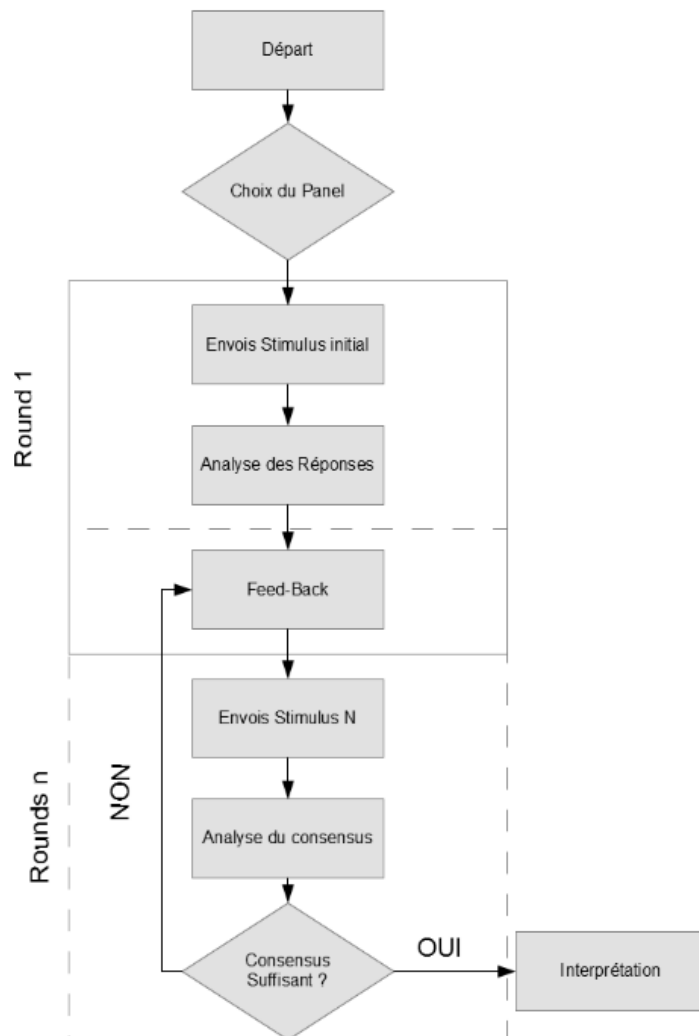 Départ
Choix du Panel
Round 1
Envois Stimulus initial
Analyse des Réponses
Feed-Back
Rounds n
NON
Envois Stimulus N
Analyse du consensus
Consensus
Suffisant ?
OUI
Interprétation